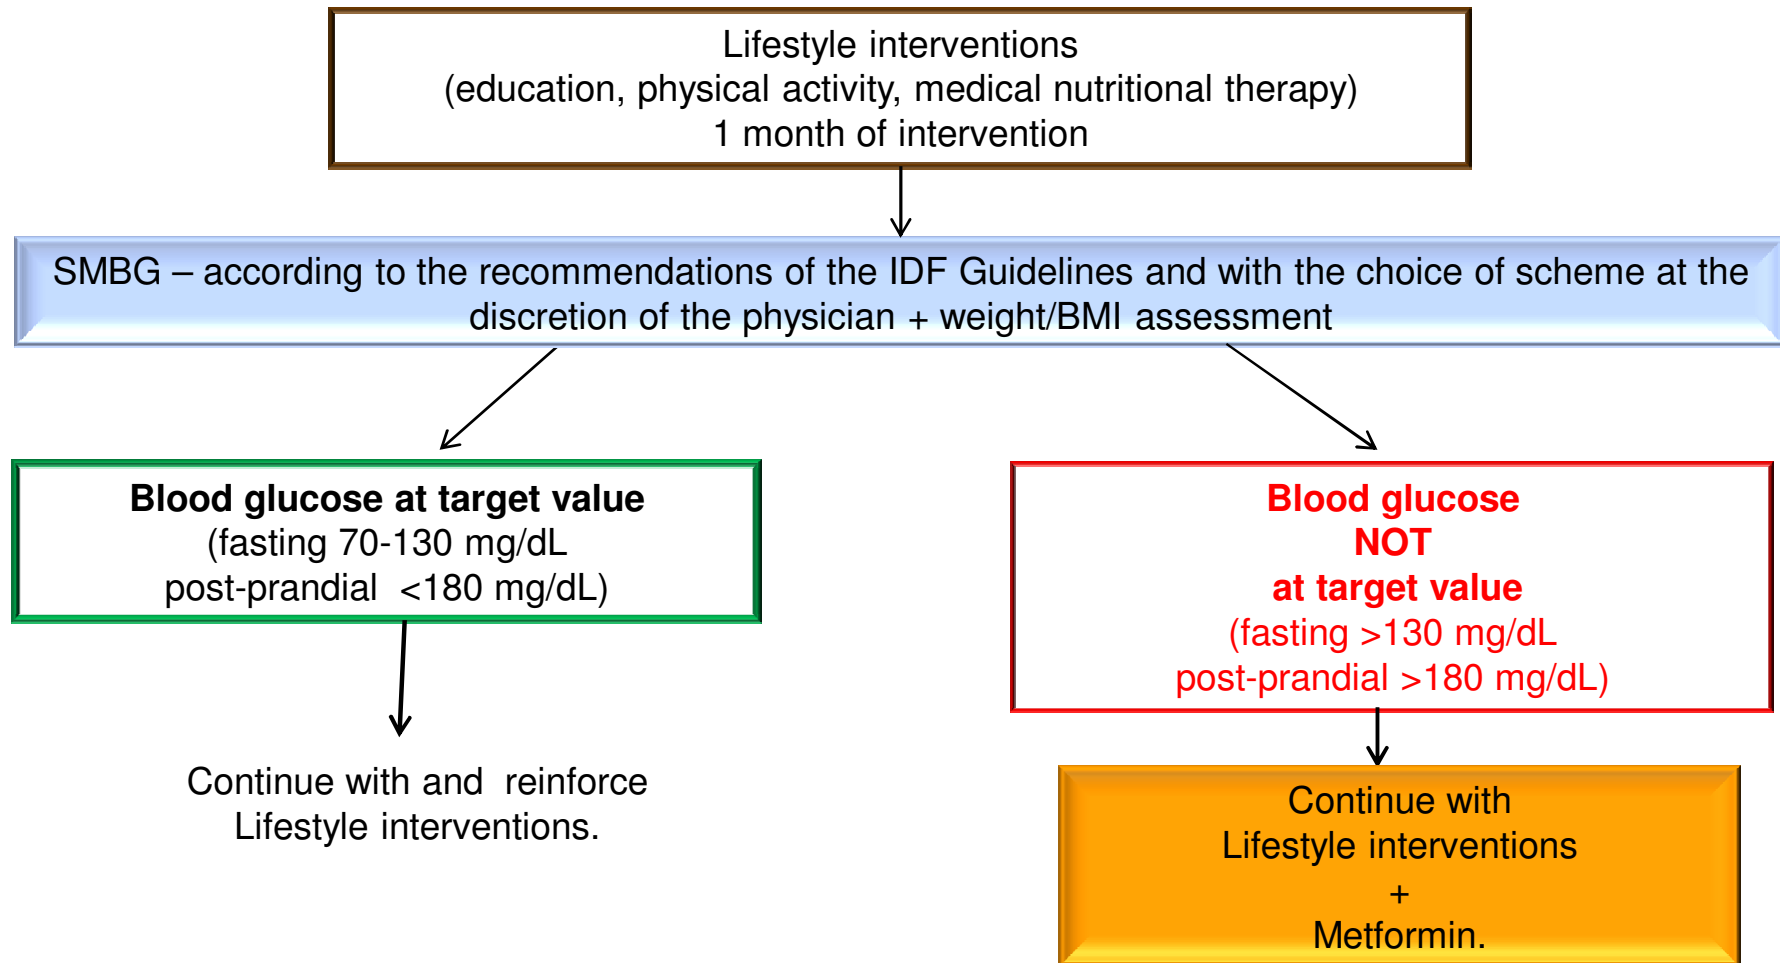 Lifestyle interventions
(education, physical activity, medical nutritional therapy)
1 month of intervention
SMBG – according to the recommendations of the IDF Guidelines and with the choice of scheme at the
discretion of the physician + weight/BMI assessment
Blood glucose at target value
(fasting 70-130 mg/dL
post-prandial <180 mg/dL)
Blood glucose
NOT
at target value
(fasting >130 mg/dL
post-prandial >180 mg/dL)
Continue with and reinforce
Lifestyle interventions.
Continue with
Lifestyle interventions
+
Metformin.